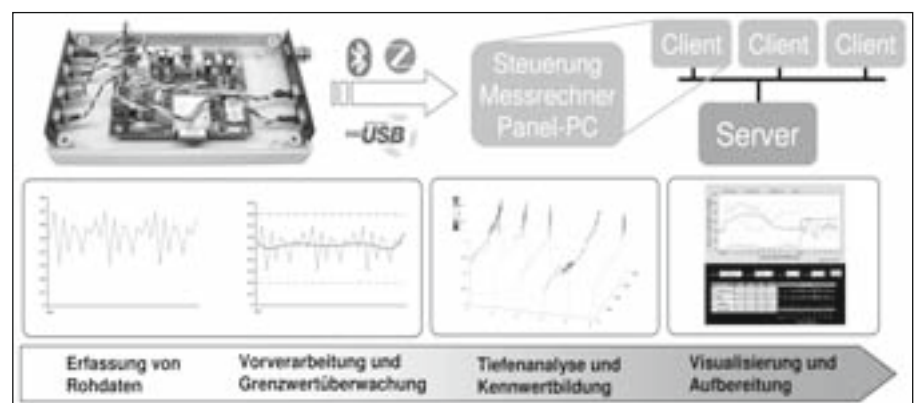 Steuerung
Messrechner
Panel-PC
Client
Client
Client
Server
USB
Erfassung von
Rohdaten
Vorverarbeitung und
Grenzwertüberwachung
Tiefenanalyse und
Kennwertbildung
Visualisierung und
Aufbereitung